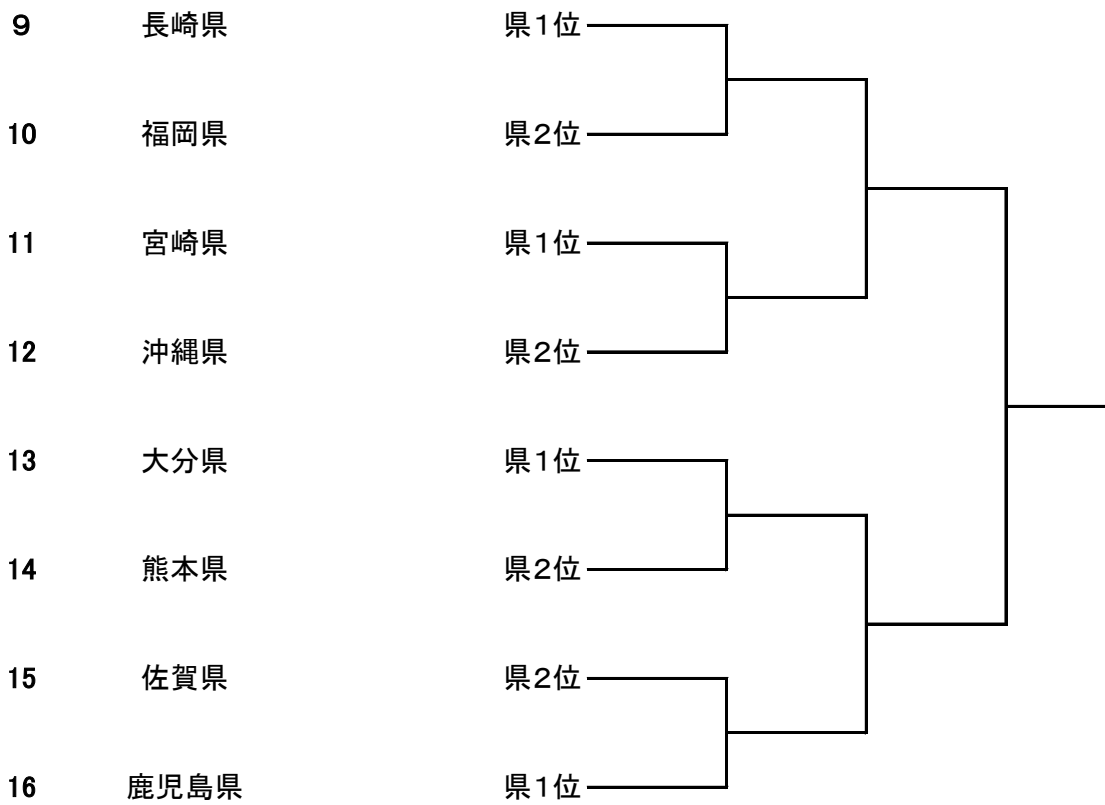 ９ 長崎県 県１位
10 福岡県 県２位
11 宮崎県 県１位
12 沖縄県 県２位
13 大分県 県１位
14 熊本県 県２位
15 佐賀県 県２位
16 鹿児島県 県１位